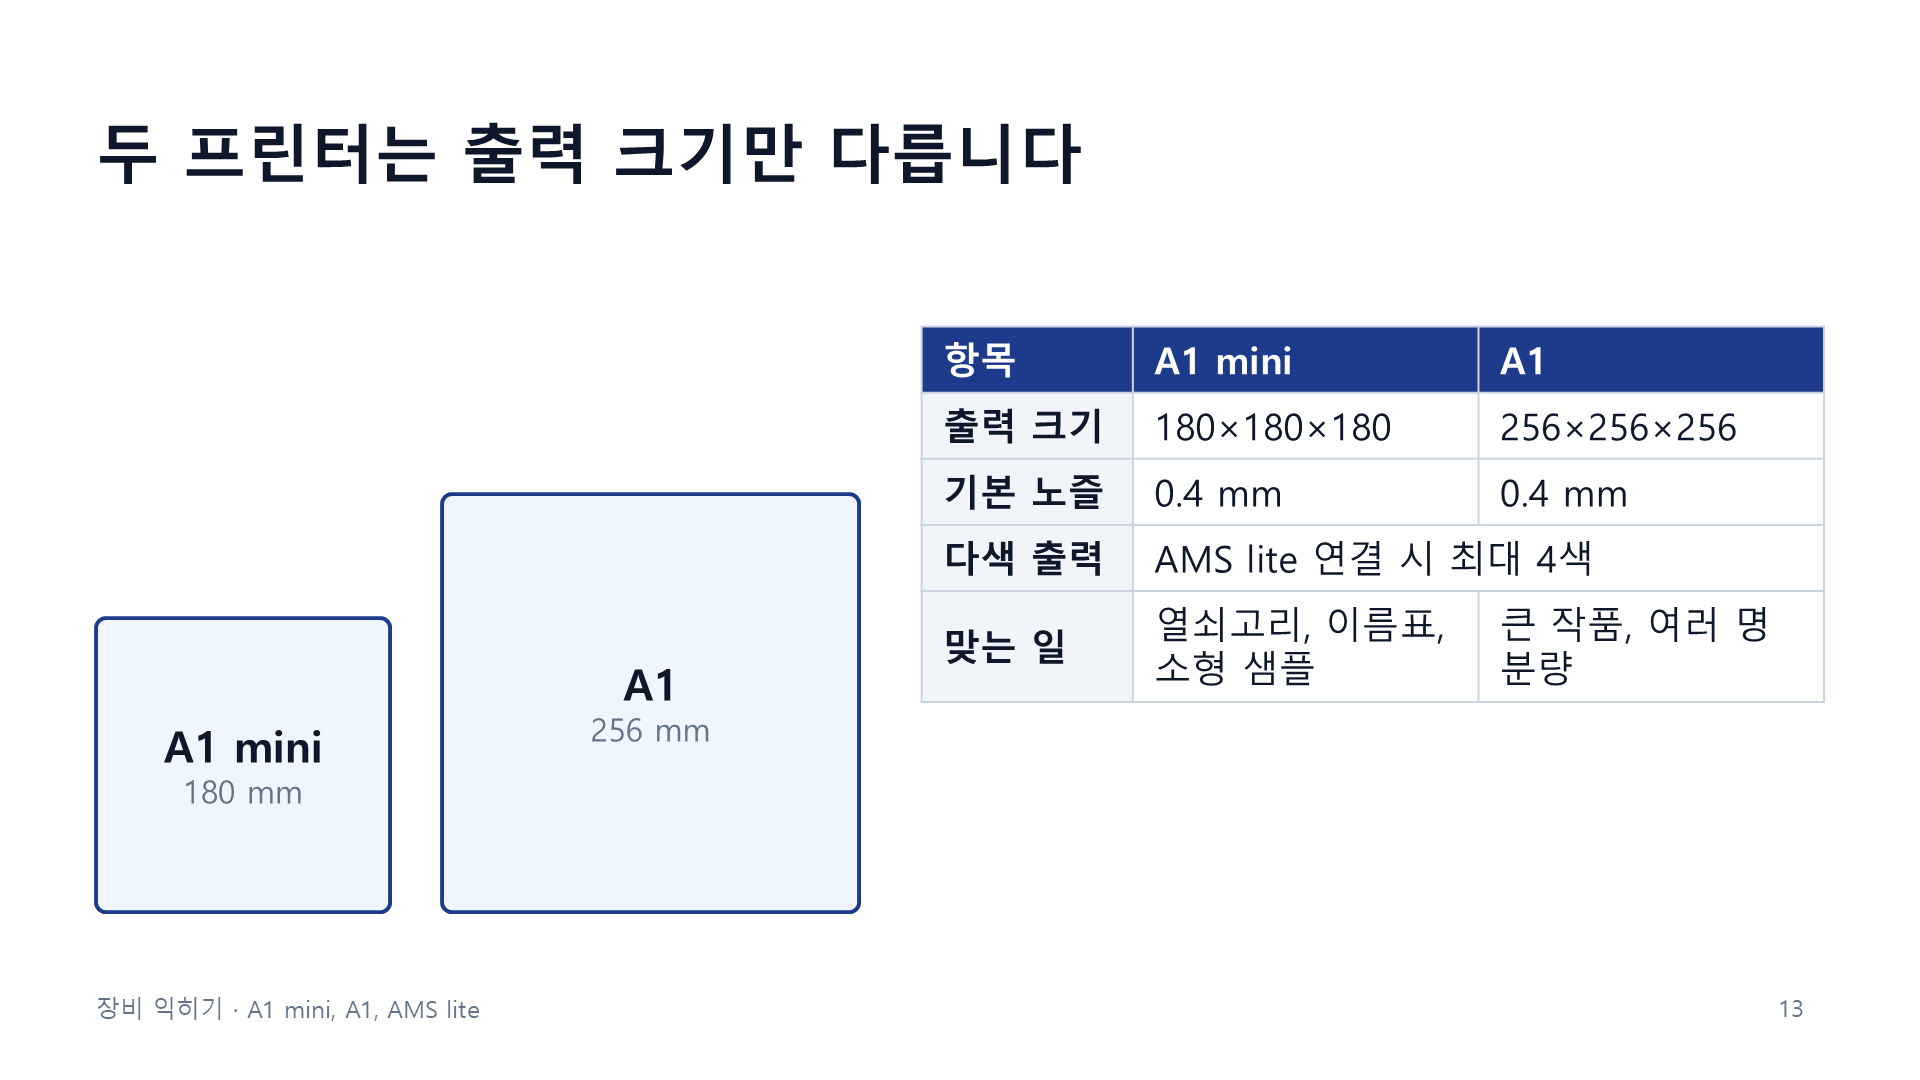 두 프린터는 출력 크기만 다릅니다
A1 mini
180 mm
A1
256 mm
항목 A1 mini A1
출력 크기 180×180×180 256×256×256
기본 노즐 0.4 mm 0.4 mm
다색 출력 AMS lite 연결 시 최대 4색
맞는 일 열쇠고리, 이름표, 큰 작품, 여러 명
소형 샘플 분량
장비 익히기 · A1 mini, A1, AMS lite
13